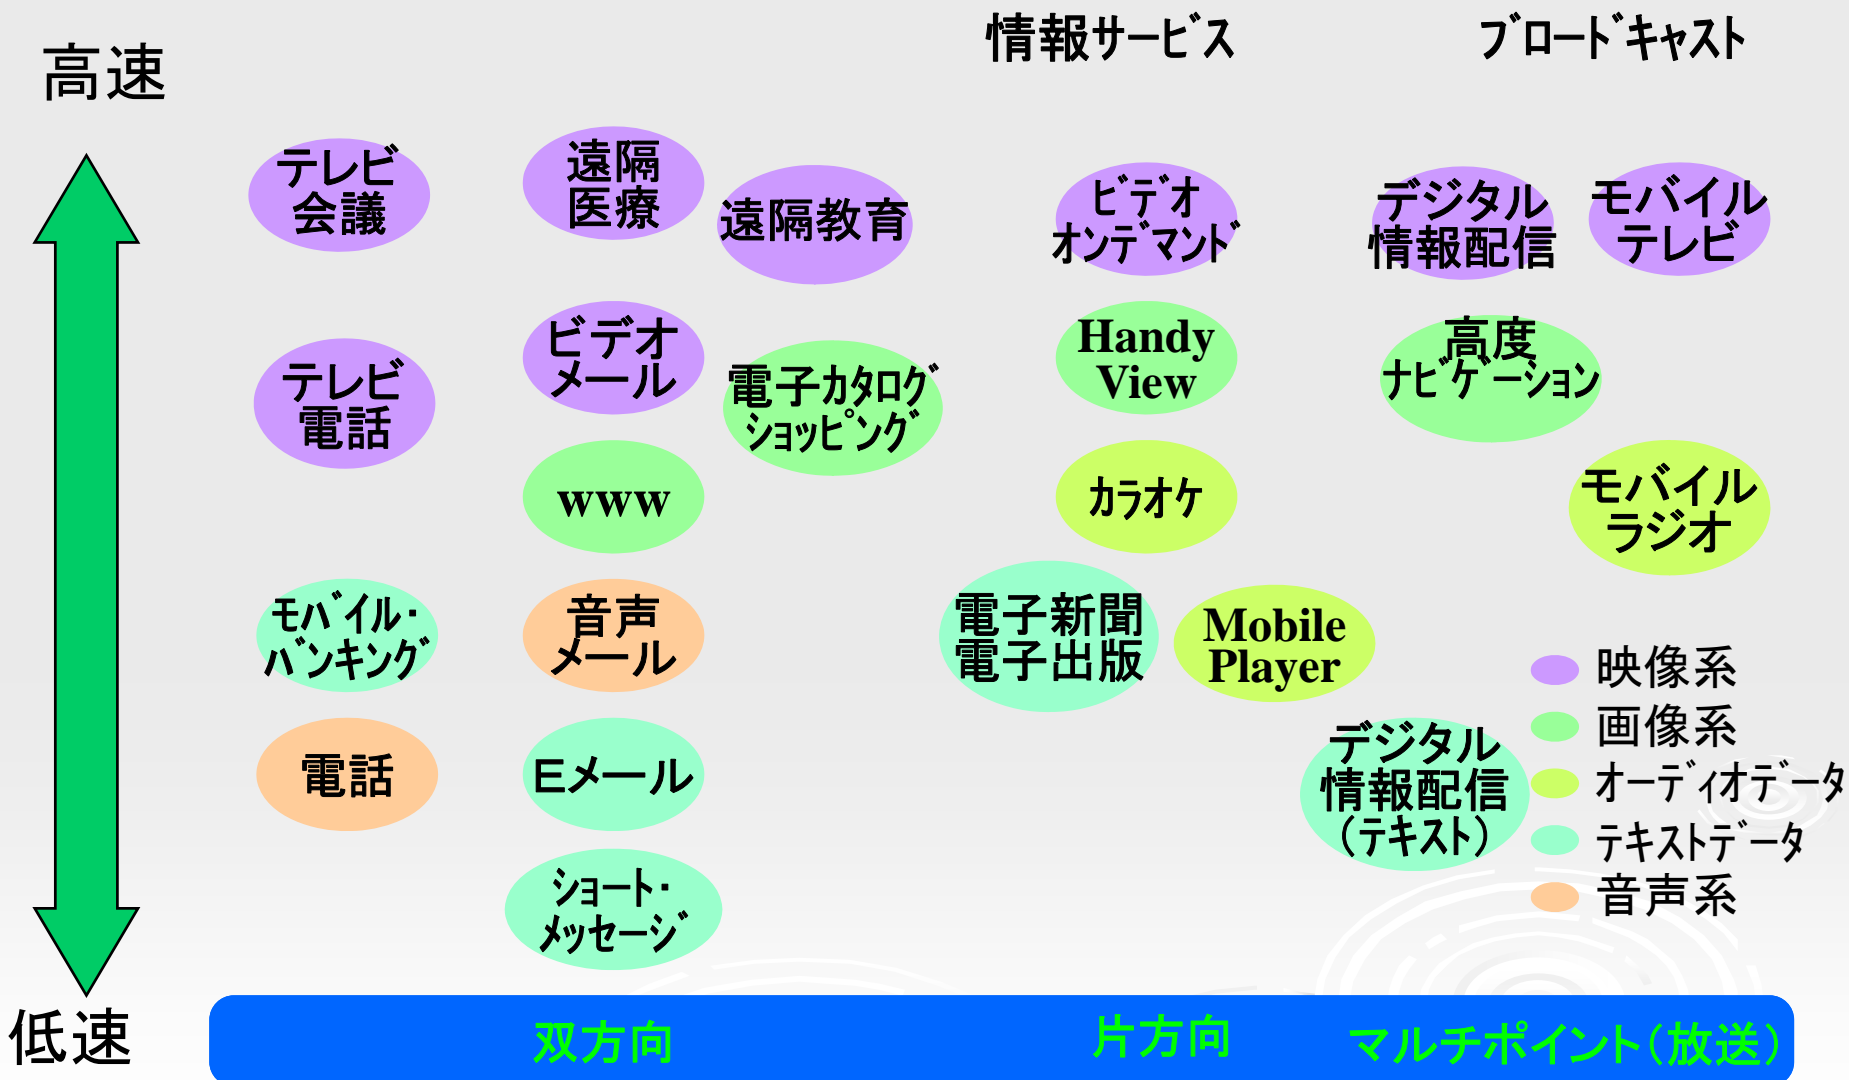 情報サービス
ブロードキャスト
高速
テレビ
会議
遠隔
医療
遠隔教育
ビデオ
オンデマンド
デジタル
情報配信
モバイル
テレビ
テレビ
電話
ビデオ
メール
電子カタログ
ショッピング
Handy
View
高度
ナビゲーション
www
カラオケ
モバイル
ラジオ
モバイル・
バンキング
音声
メール
電子新聞
電子出版
Mobile
Player
電話
Eメール
デジタル
情報配信
（テキスト）
ショート・
メッセージ
映像系
画像系
オーディオデータ
テキストデータ
音声系
低速
双方向
片方向
マルチポイント（放送）